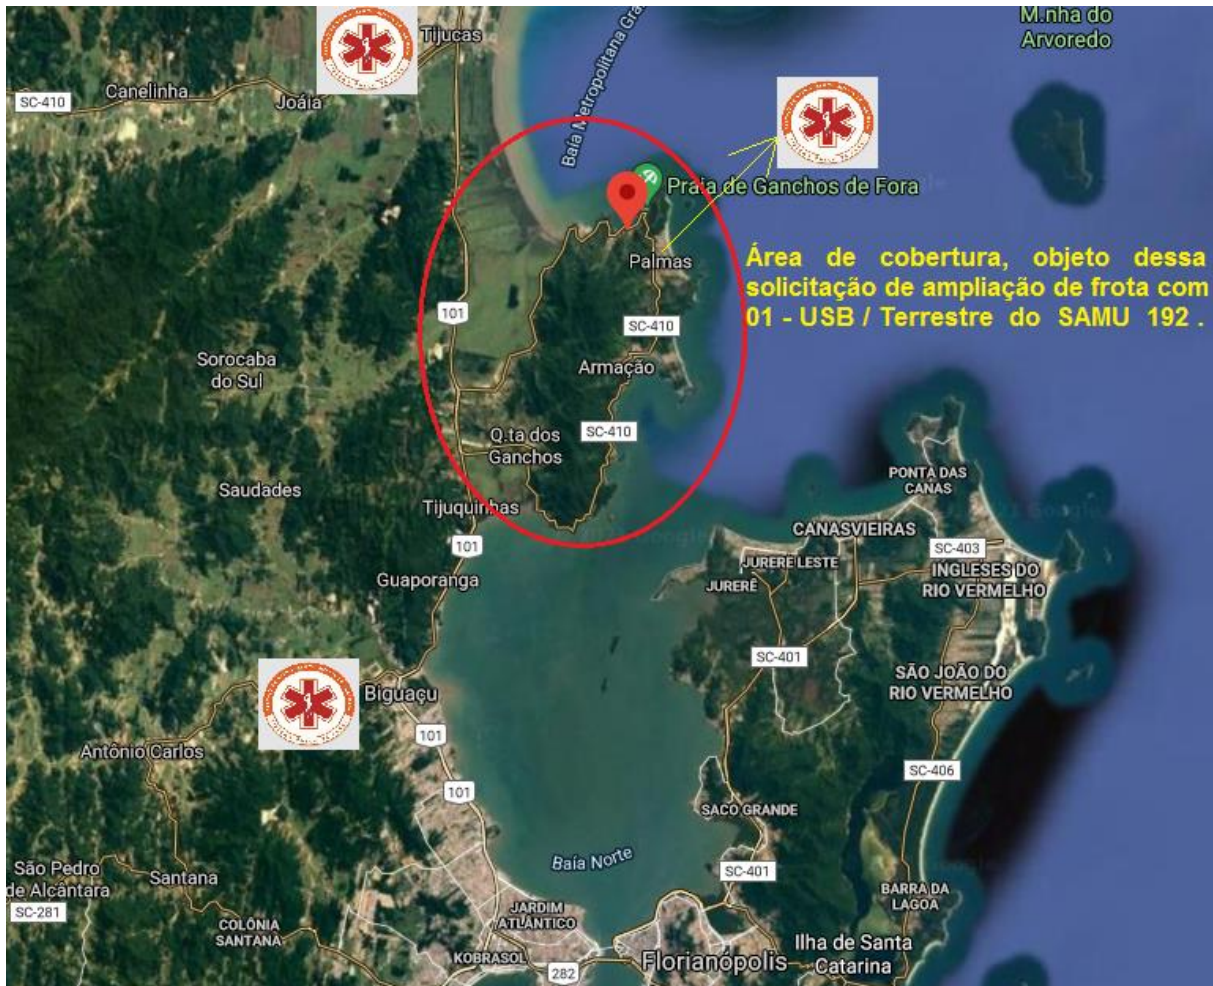 M.nha do
Arvoredo
Tijucas
Baía Metropolitana Gra
Canelinha
SC-410
Joáia
Praia de Ganchos de Fora
Palmas
Área de cobertura, objeto dessa
solicitação de ampliação de frota com
01 - USB / Terrestre do SAMU 192 .
101
SC-410
Sorocaba
do Sul
Armação
SC-410
Q.ta dos
Ganchos
PONTA DAS
CANAS
Saudades
Tijuquinhas
CANASVIEIRAS
101
SC-403
JURERE LESTE
INGLESES DO
RIO VERMELHO
Guaporanga
JURERÊ
SC-401
SÃO JOÃO DO
RIO VERMELHO
Biguaçu
101
Antônio Carlos
SC-406
101
SACO GRANDE
Baía Norte
São Pedro
de Alcântara
Santana
SC-401
BARRA DA
LAGOA
SC-281
JARDIM
ATLÂNTICO
COLÔNIA
SANTANA
Ilha de Santa
Catarina
KOBRASOL
Florianópolis
282